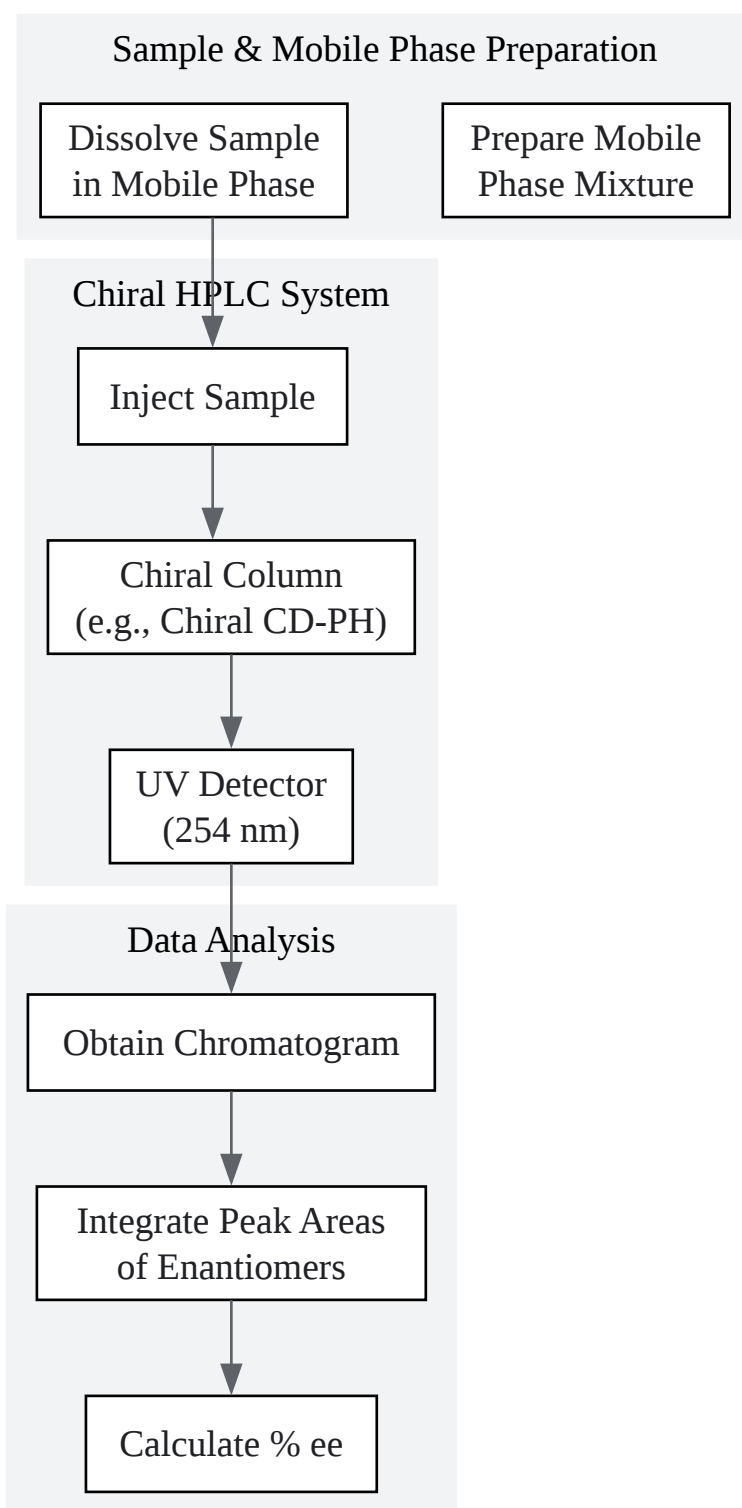 Sample & Mobile Phase Preparation
Dissolve Sample
in Mobile Phase
Prepare Mobile
Phase Mixture
Chiral HPLC System
Inject Sample
Chiral Column
(e.g., Chiral CD-PH)
UV Detector
(254 nm)
Data Analysis
Obtain Chromatogram
Integrate Peak Areas
of Enantiomers
Calculate % ee